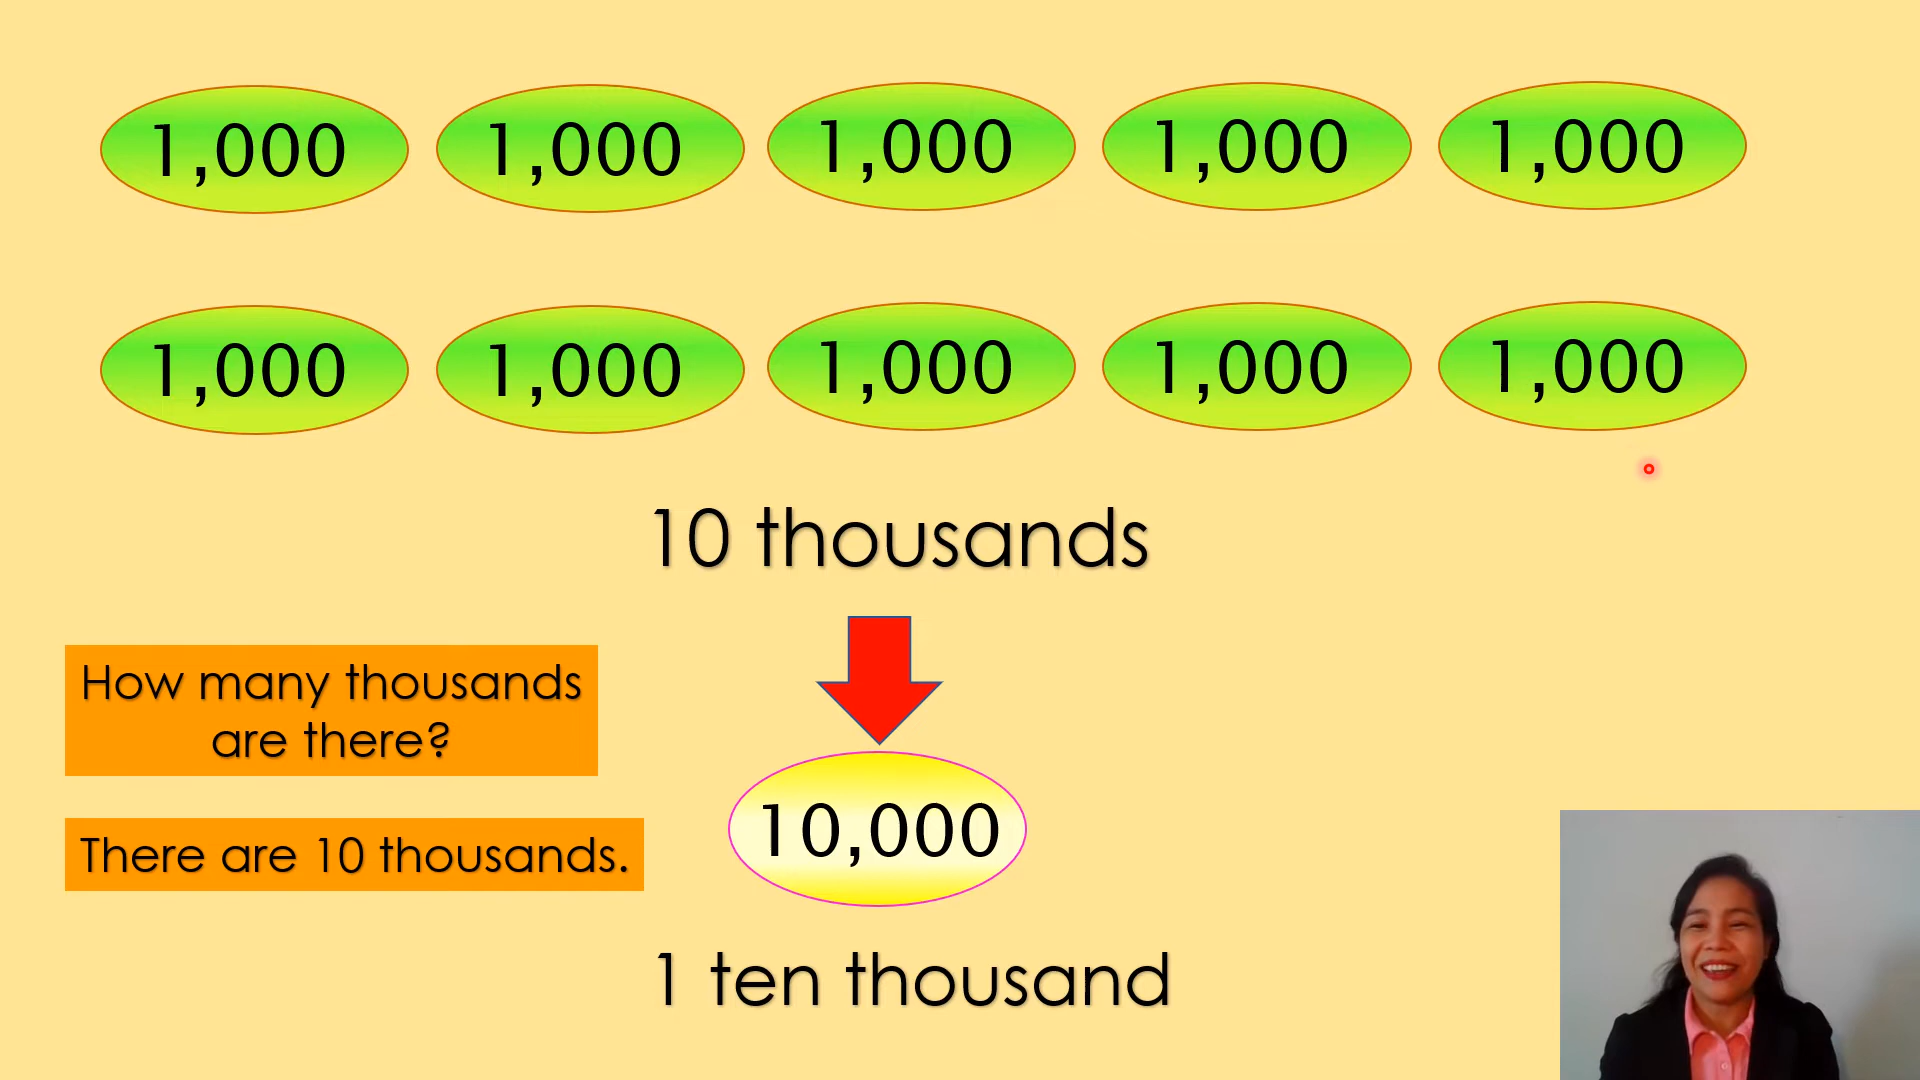 1,000 1,000 1,000 1,000 1,000
1,000 1,000 1,000 1,000 1,000
10 thousands
How many thousands
are there?
10,000
There are 10 thousands.
1 ten thousand